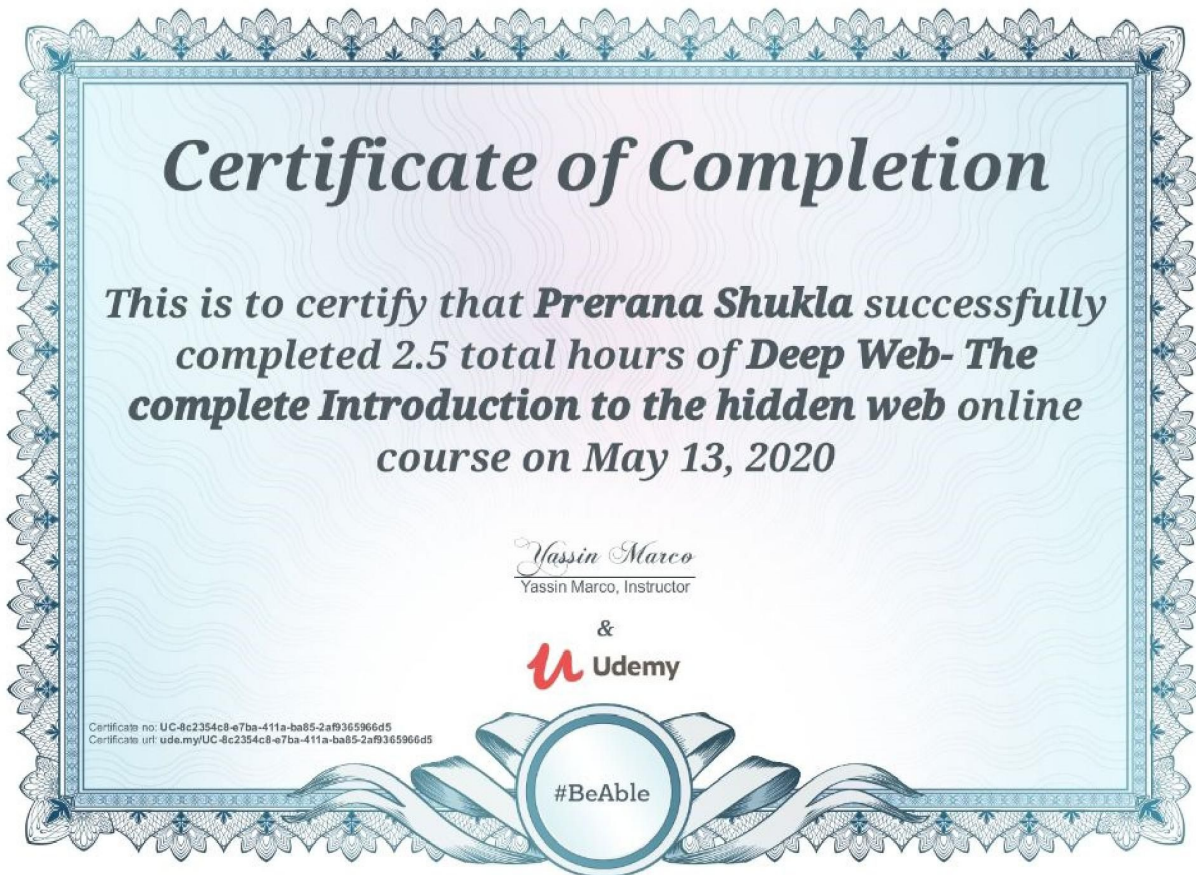 Certificate of Completion
This is to certify that Prerana Shukla successfully
completed 2.5 total hours of Deep Web- The
complete Introduction to the hidden web online
course on May 13, 2020
Yassin Marco
Yassin Marco, Instructor
&
Udemy
Certificate no: UC-8c2354c8-e7ba-411a-ba85-2af9365966d5
Certificate url: ude.my/UC-8c2354c8-e7ba-411a-ba85-2af9365966d5
#BeAble